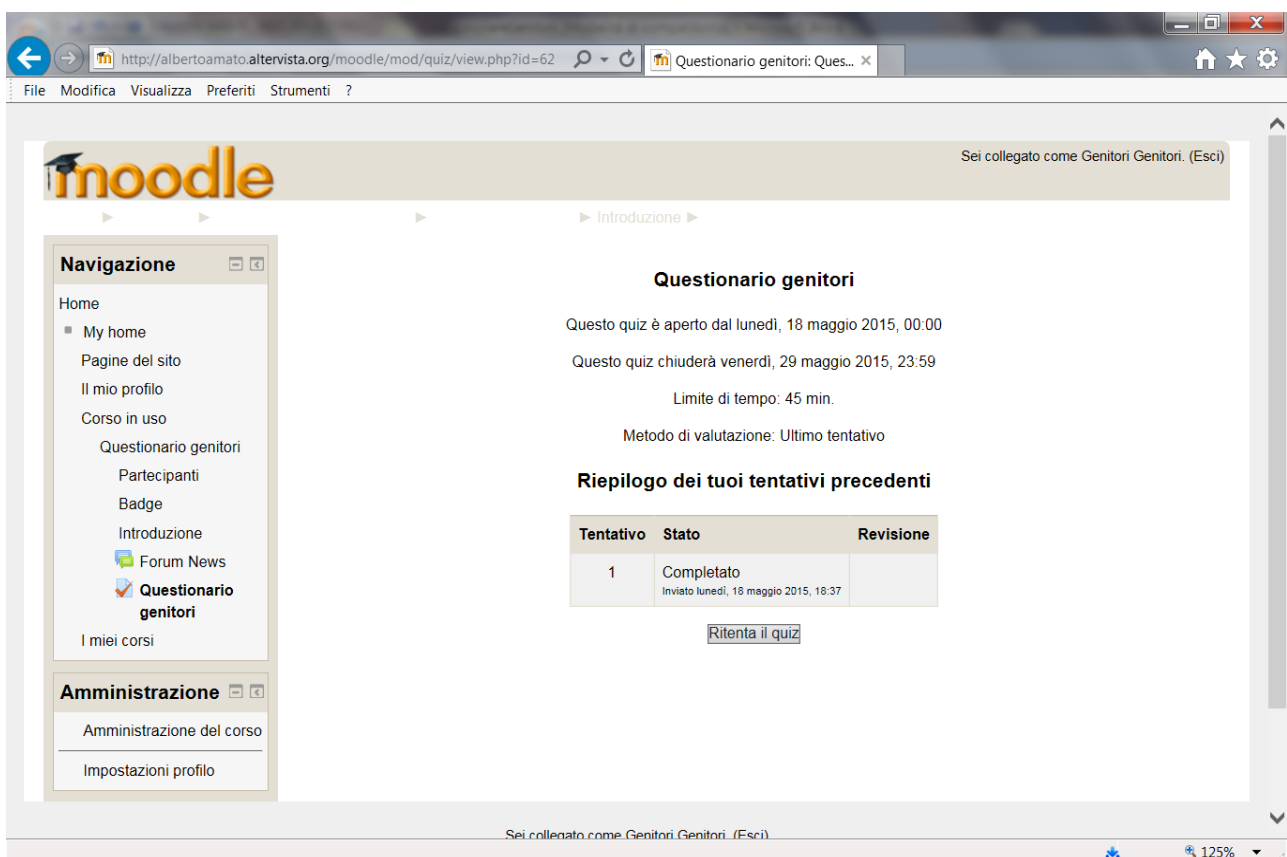 http://albertoamato.altervista.org/moodle/mod/quiz/view.php?id=62
Questionario genitori: Ques...
File Modifica Visualizza Preferiti Strumenti ?
moodle
Sei collegato come Genitori Genitori. (Esci)
► ► ► ► Introduzione ►
Navigazione
Home
My home
Pagine del sito
Il mio profilo
Corso in uso
Questionario genitori
Partecipanti
Badge
Introduzione
Forum News
Questionario
genitori
I miei corsi
Amministrazione
Amministrazione del corso
Impostazioni profilo
Questionario genitori
Questo quiz è aperto dal lunedì, 18 maggio 2015, 00:00
Questo quiz chiuderà venerdì, 29 maggio 2015, 23:59
Limite di tempo: 45 min.
Metodo di valutazione: Ultimo tentativo
Riepilogo dei tuoi tentativi precedenti
Tentativo Stato Revisione
1 Completato
Inviato lunedì, 18 maggio 2015, 18:37
Ritenta il quiz
Sei collegato come Genitori Genitori. (Esci)
125%